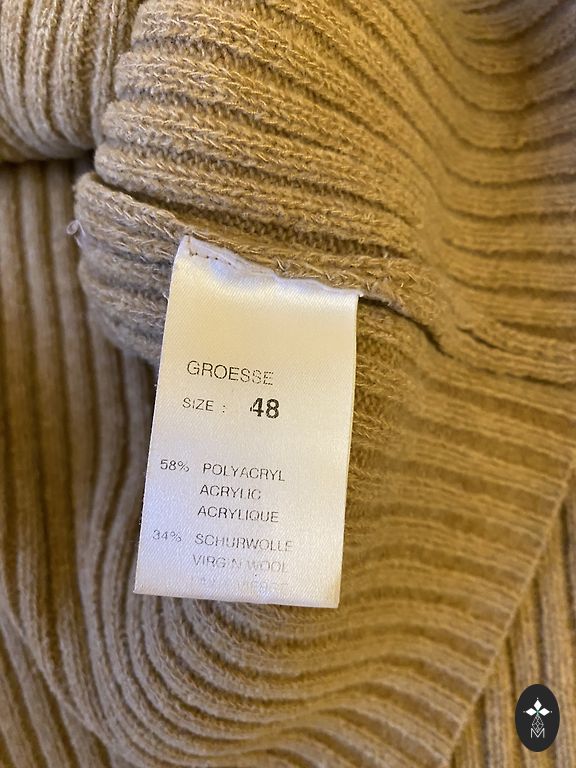 GROESSE
SIZE : 48
58% POLYACRYL
ACRYLIC
ACRYLIQUE
34% SCHURWOLLE
VIRGIN WOOL